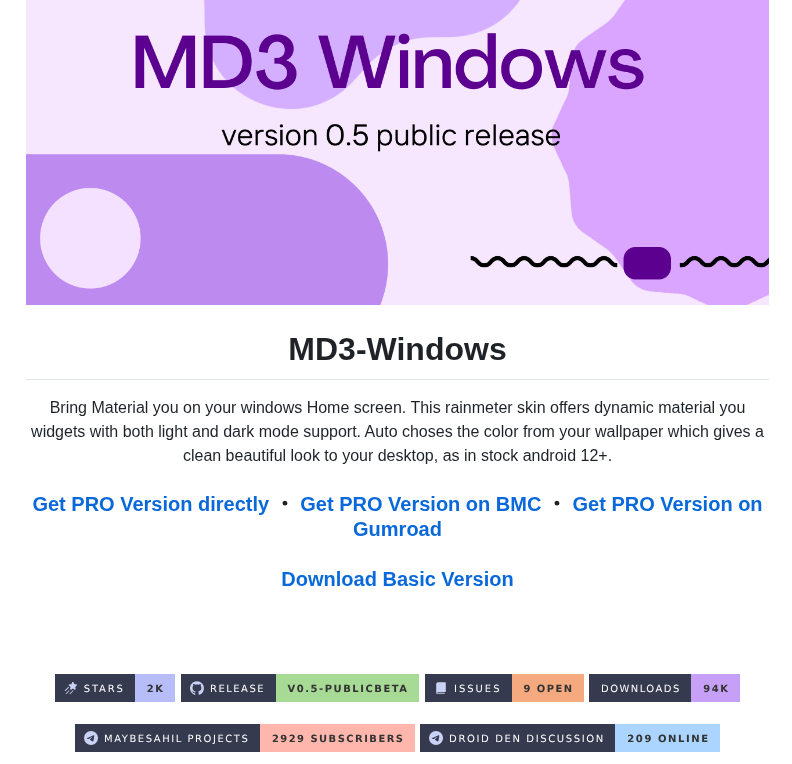 MD3 Windows
version 0.5 public release
MD3-Windows
Bring Material you on your windows Home screen. This rainmeter skin offers dynamic material you
widgets with both light and dark mode support. Auto choses the color from your wallpaper which gives a
clean beautiful look to your desktop, as in stock android 12+.
Get PRO Version directly • Get PRO Version on BMC • Get PRO Version on
Gumroad
Download Basic Version
STARS 2K RELEASE V0.5-PUBLICBETA ISSUES 9 OPEN DOWNLOADS 94K
MAYBESAHIL PROJECTS 2929 SUBSCRIBERS DROID DEN DISCUSSION 209 ONLINE